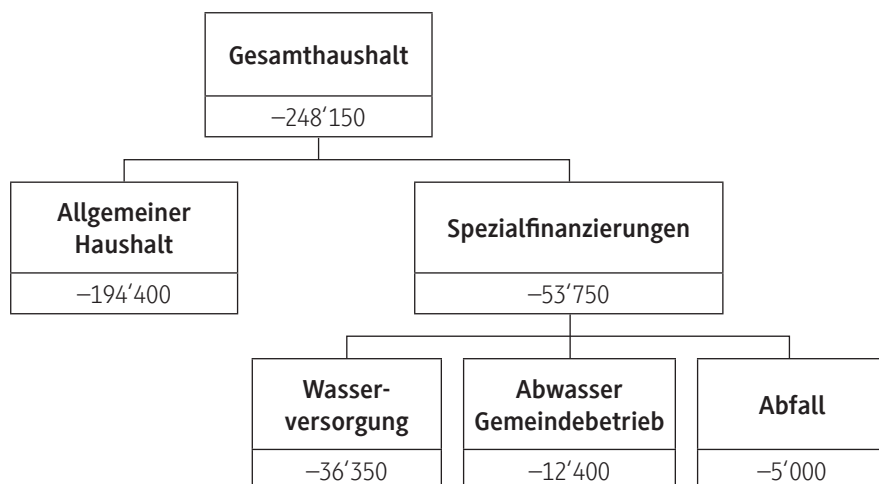 Gesamthaushalt
–248‘150
Allgemeiner
Haushalt
–194‘400
Spezialfinanzierungen
–53‘750
Wasser-
versorgung
–36‘350
Abwasser
Gemeindebetrieb
–12‘400
Abfall
–5‘000